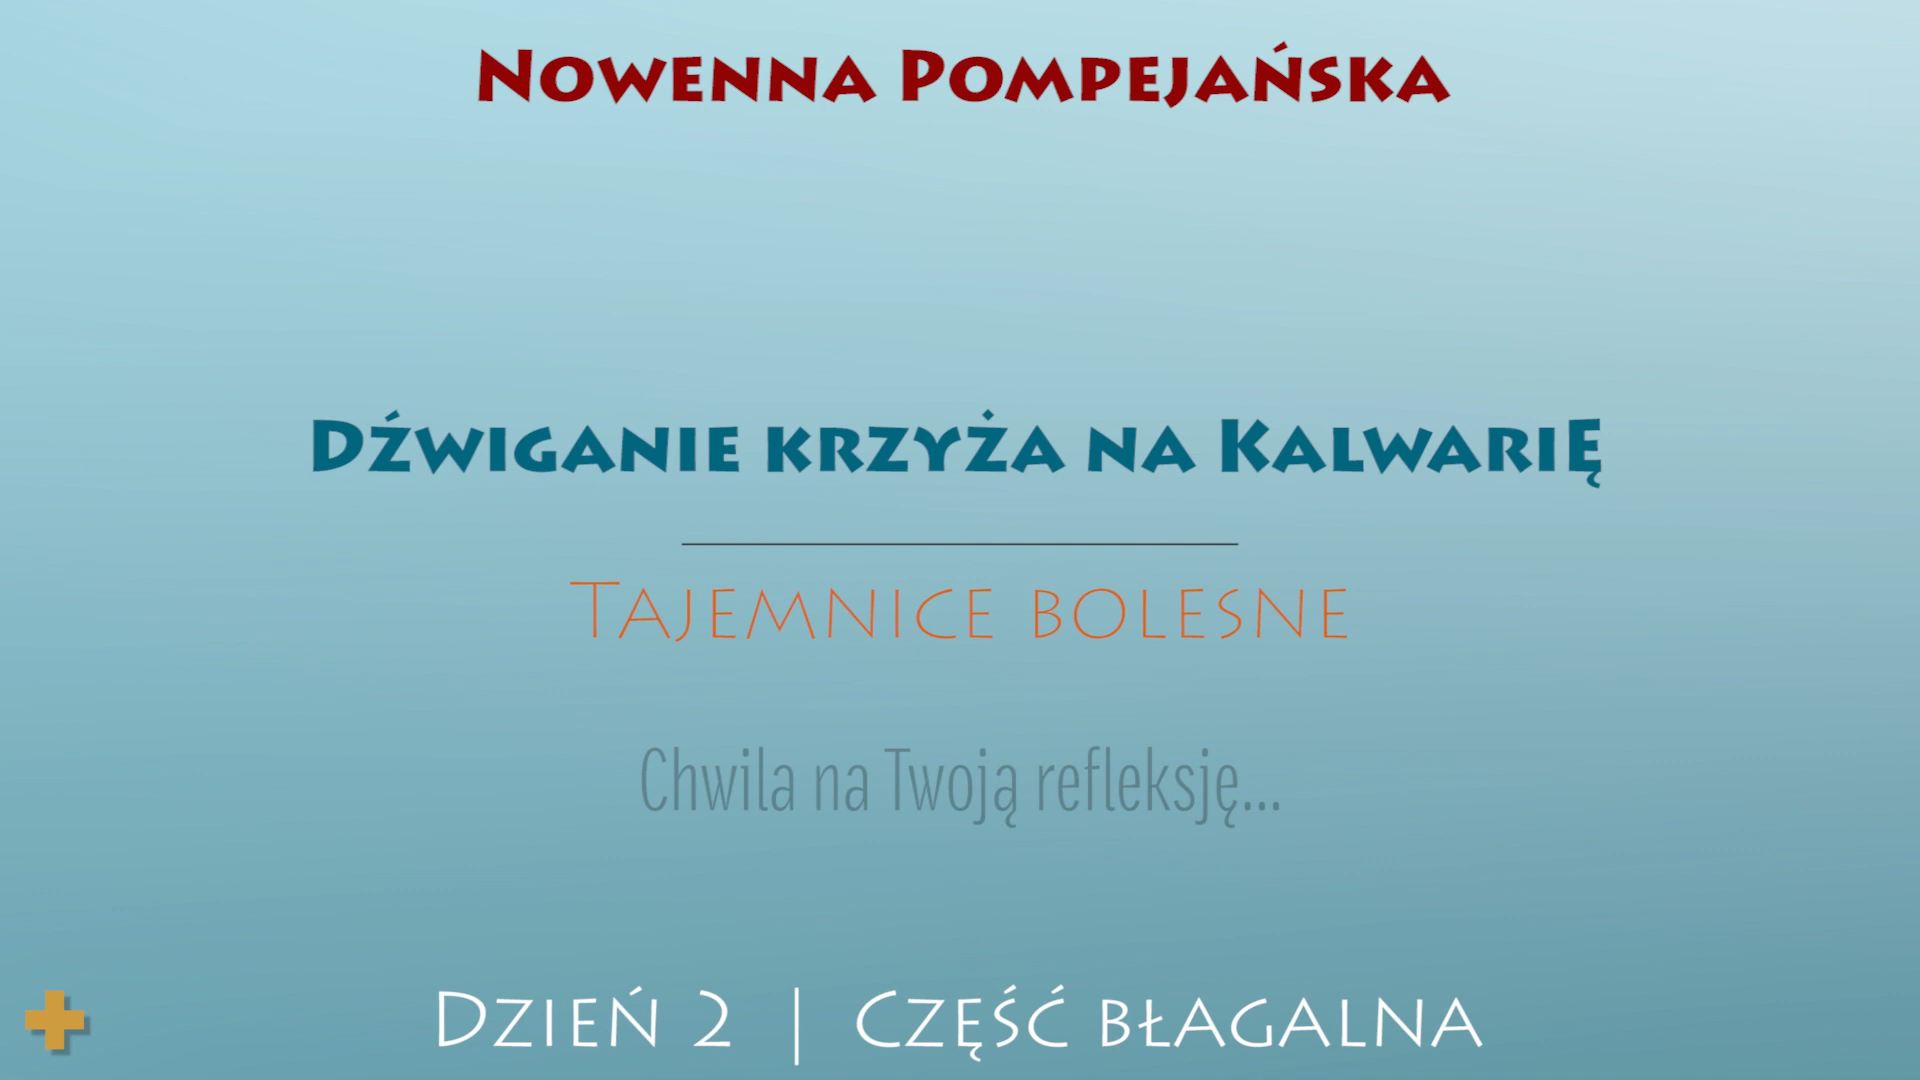 Nowenna Pompejańska
Dźwiganie krzyża na Kalwarię
Tajemnice bolesne
Chwila na Twoją refleksję...
Dzień 2 | Część błagalna